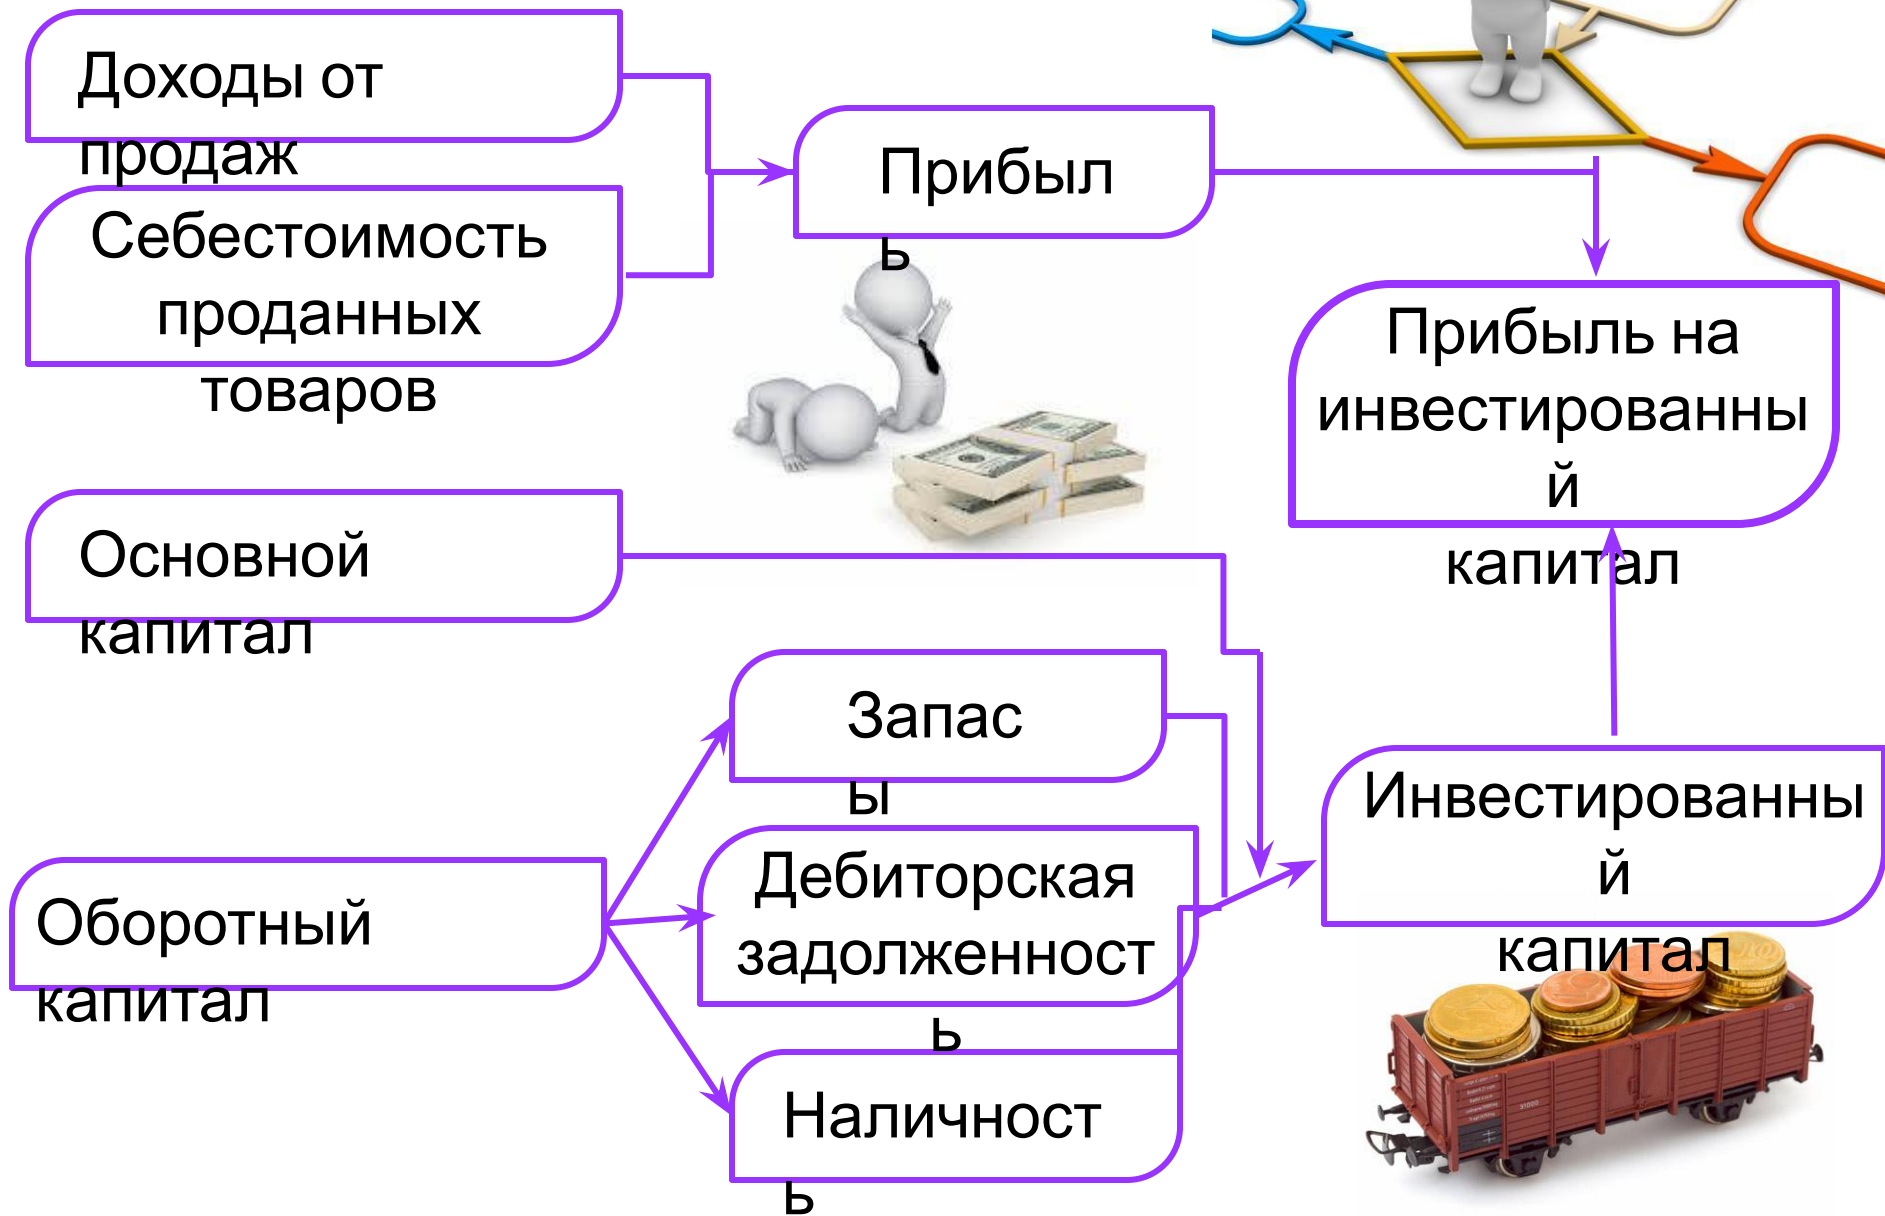 Доходы от
продаж
Себестоимость
проданных
товаров
Прибыл
ь
Прибыль на
инвестированны
й
капитал
Основной
капитал
Запас
ы
Оборотный
капитал
Дебиторская
задолженност
ь
Наличност
ь
Инвестированны
й
капитал